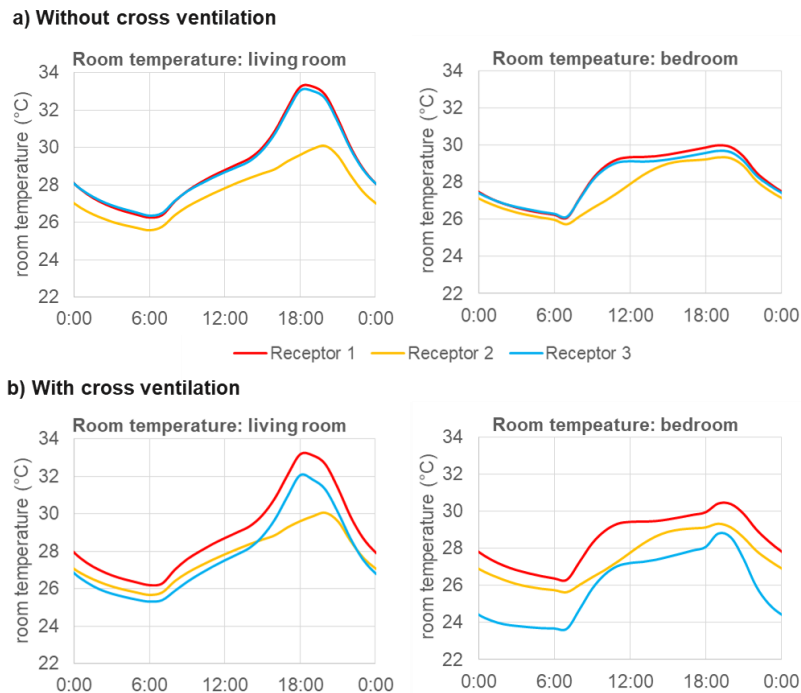 a) Without cross ventilation
Room temperature: living room
Room tempeature: bedroom
room temperature (°C)
34
32
30
28
26
24
22
0:00 6:00 12:00 18:00 0:00
room temperature (°C)
34
32
30
28
26
24
22
0:00 6:00 12:00 18:00 0:00
Receptor 1 Receptor 2 Receptor 3
b) With cross ventilation
Room temperature: living room
Room tempeature: bedroom
room temperature (°C)
34
32
30
28
26
24
22
0:00 6:00 12:00 18:00 0:00
room temperature (°C)
34
32
30
28
26
24
22
0:00 6:00 12:00 18:00 0:00